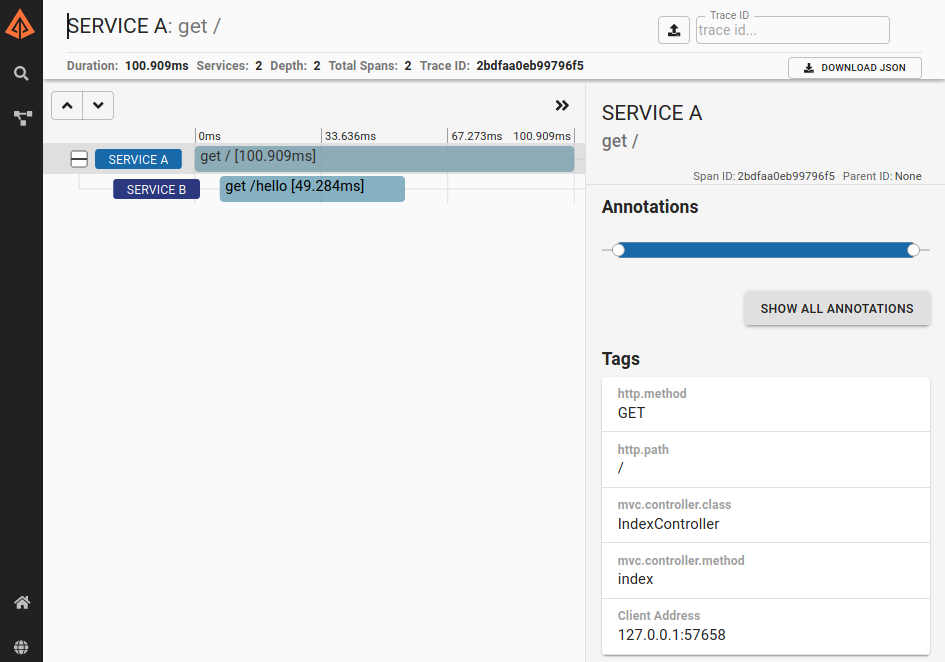 SERVICE A: get /
Trace ID
trace id...
Duration: 100.909ms Services: 2 Depth: 2 Total Spans: 2 Trace ID: 2bdfaa0eb99796f5
DOWNLOAD JSON
0ms 33.636ms 67.273ms 100.909ms
SERVICE A get / [100.909ms]
SERVICE B get /hello [49.284ms]
SERVICE A
get /
Span ID: 2bdfaa0eb99796f5 Parent ID: None
Annotations
SHOW ALL ANNOTATIONS
Tags
http.method
GET
http.path
/
mvc.controller.class
IndexController
mvc.controller.method
index
Client Address
127.0.0.1:57658